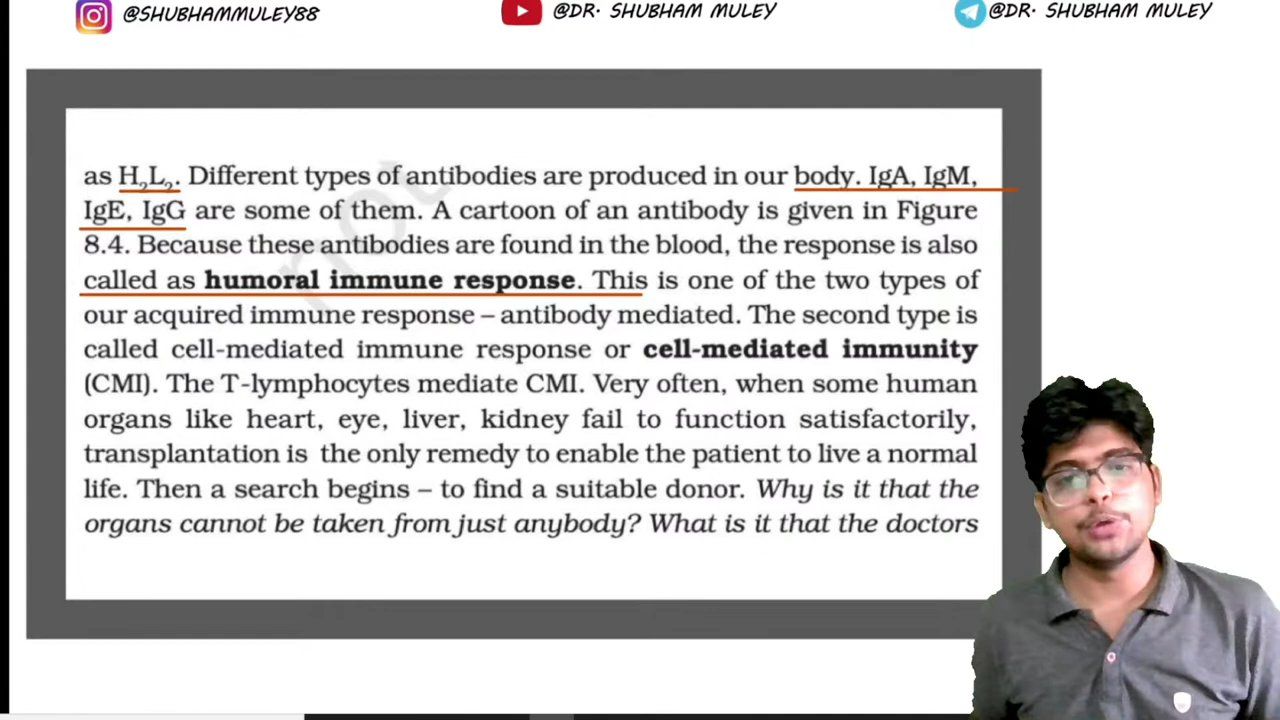 @SHUBHAMMULEY88 @DR. SHUBHAM MULEY @DR. SHUBHAM MULEY
as H₂L₂. Different types of antibodies are produced in our body. IgA, IgM,
IgE, IgG are some of them. A cartoon of an antibody is given in Figure
8.4. Because these antibodies are found in the blood, the response is also
called as humoral immune response. This is one of the two types of
our acquired immune response – antibody mediated. The second type is
called cell-mediated immune response or cell-mediated immunity
(CMI). The T-lymphocytes mediate CMI. Very often, when some human
organs like heart, eye, liver, kidney fail to function satisfactorily,
transplantation is the only remedy to enable the patient to live a normal
life. Then a search begins – to find a suitable donor. Why is it that the
organs cannot be taken from just anybody? What is it that the doctors
not